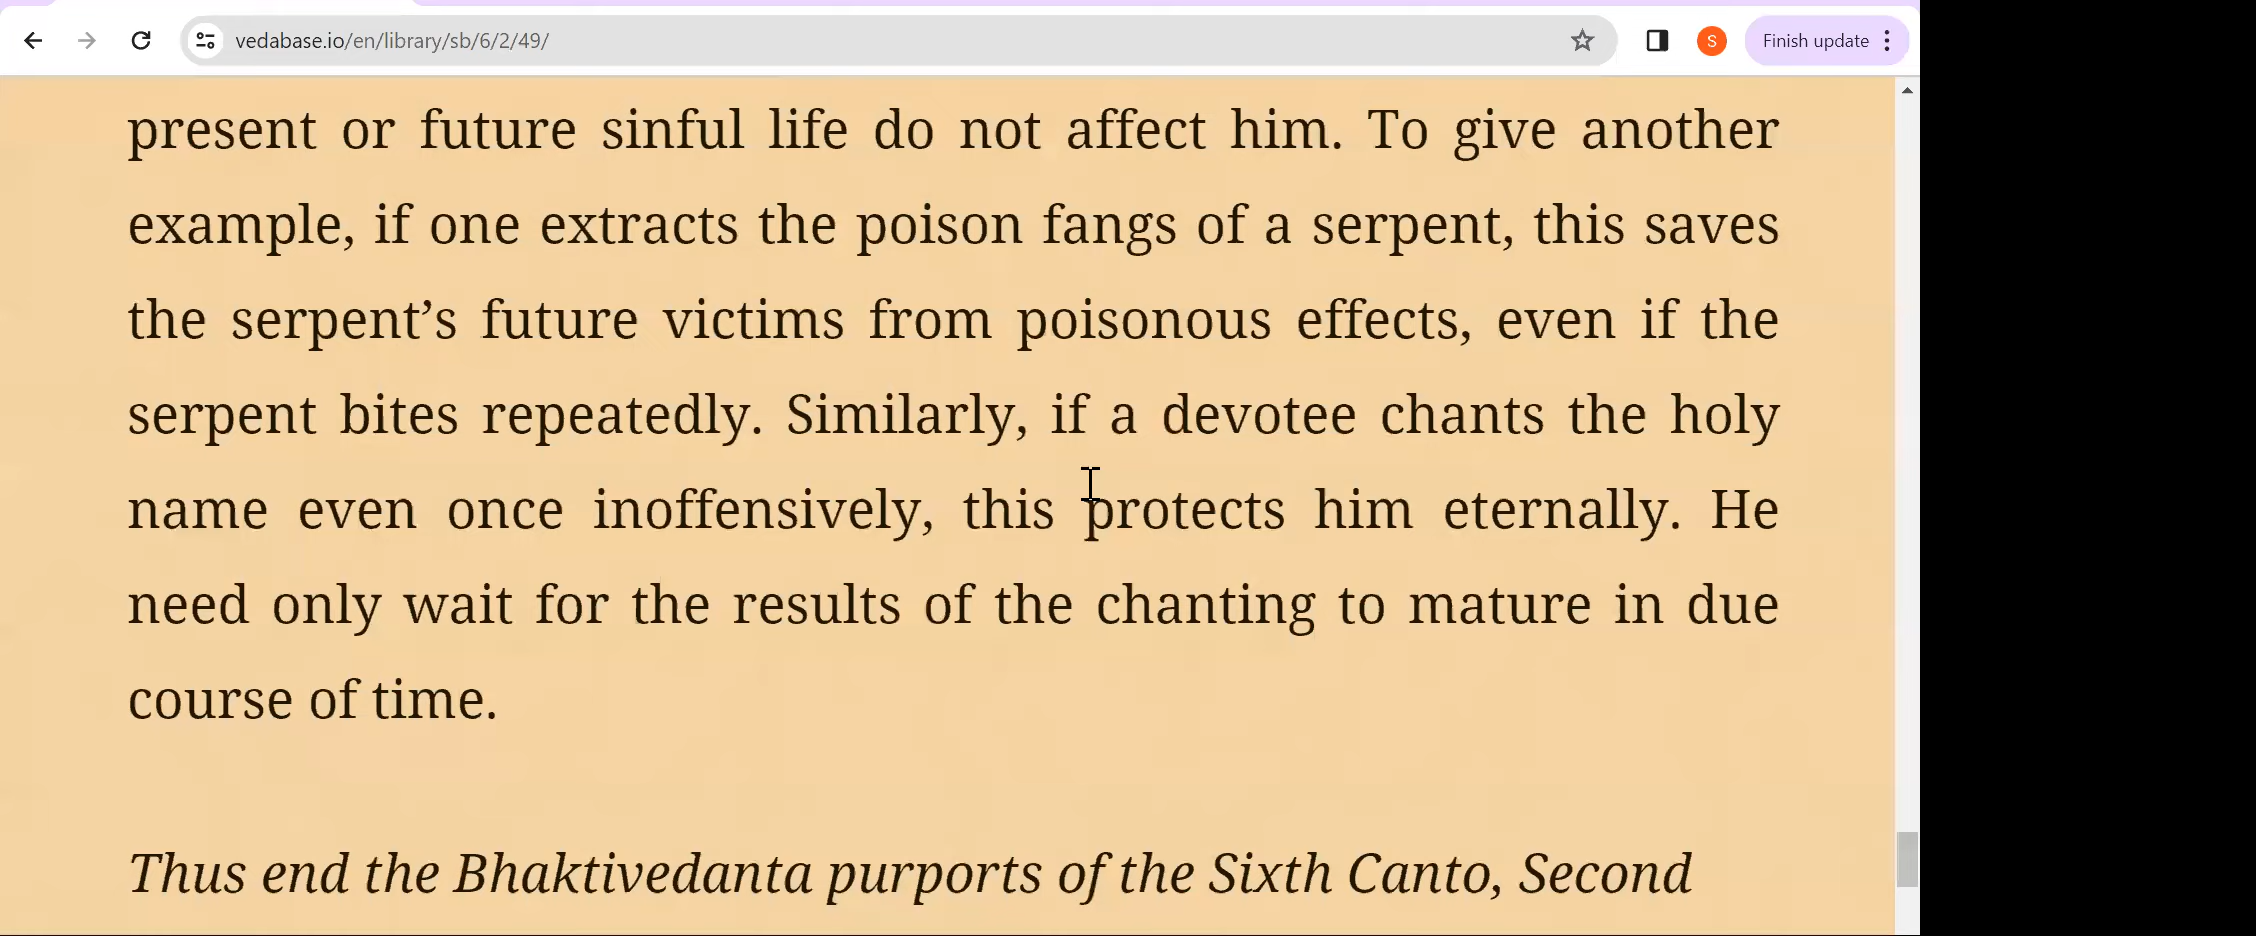 vedabase.io/en/library/sb/6/2/49/
S
Finish update
present or future sinful life do not affect him. To give another
example, if one extracts the poison fangs of a serpent, this saves
the serpent’s future victims from poisonous effects, even if the
serpent bites repeatedly. Similarly, if a devotee chants the holy
name even once inoffensively, this protects him eternally. He
need only wait for the results of the chanting to mature in due
course of time.
Thus end the Bhaktivedanta purports of the Sixth Canto, Second